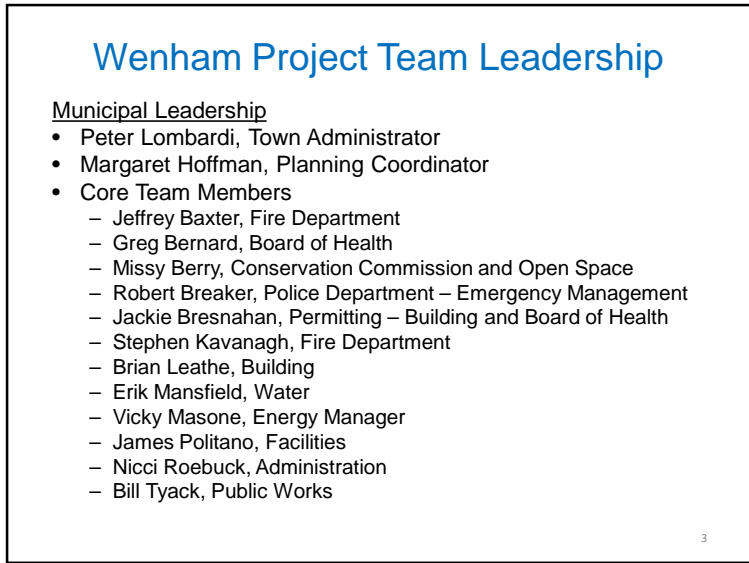 Wenham Project Team Leadership
Municipal Leadership
• Peter Lombardi, Town Administrator
• Margaret Hoffman, Planning Coordinator
• Core Team Members
– Jeffrey Baxter, Fire Department
– Greg Bernard, Board of Health
– Missy Berry, Conservation Commission and Open Space
– Robert Breaker, Police Department – Emergency Management
– Jackie Bresnahan, Permitting – Building and Board of Health
– Stephen Kavanagh, Fire Department
– Brian Leathe, Building
– Erik Mansfield, Water
– Vicky Masone, Energy Manager
– James Politano, Facilities
– Nicci Roebuck, Administration
– Bill Tyack, Public Works
3